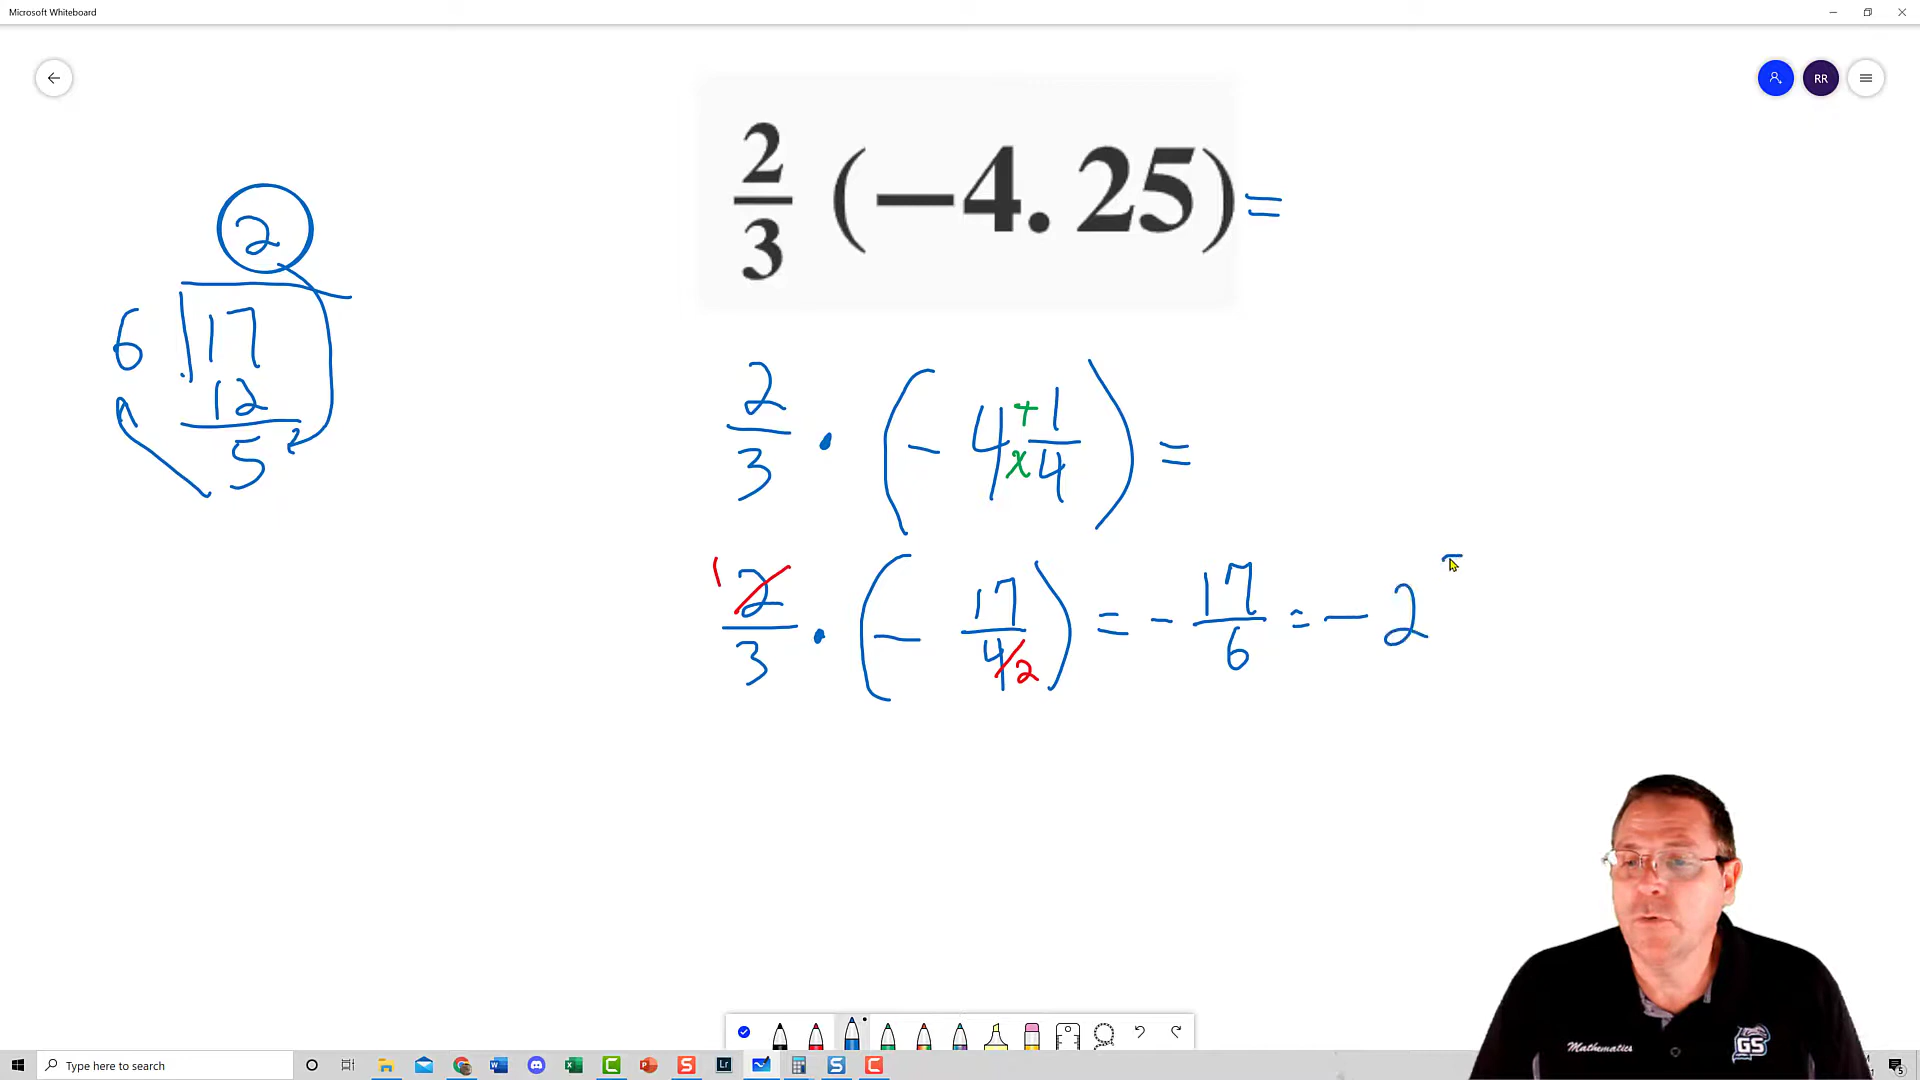 Microsoft Whiteboard
RR
2/3 (−4.25) =
2
6 17
12
5
2/3 • (− 4 + 1/4 ) =
x
1 2/3 • (− 17/4 2) = - 17/6 = - 2
Type here to search
Mathematics
GS
5